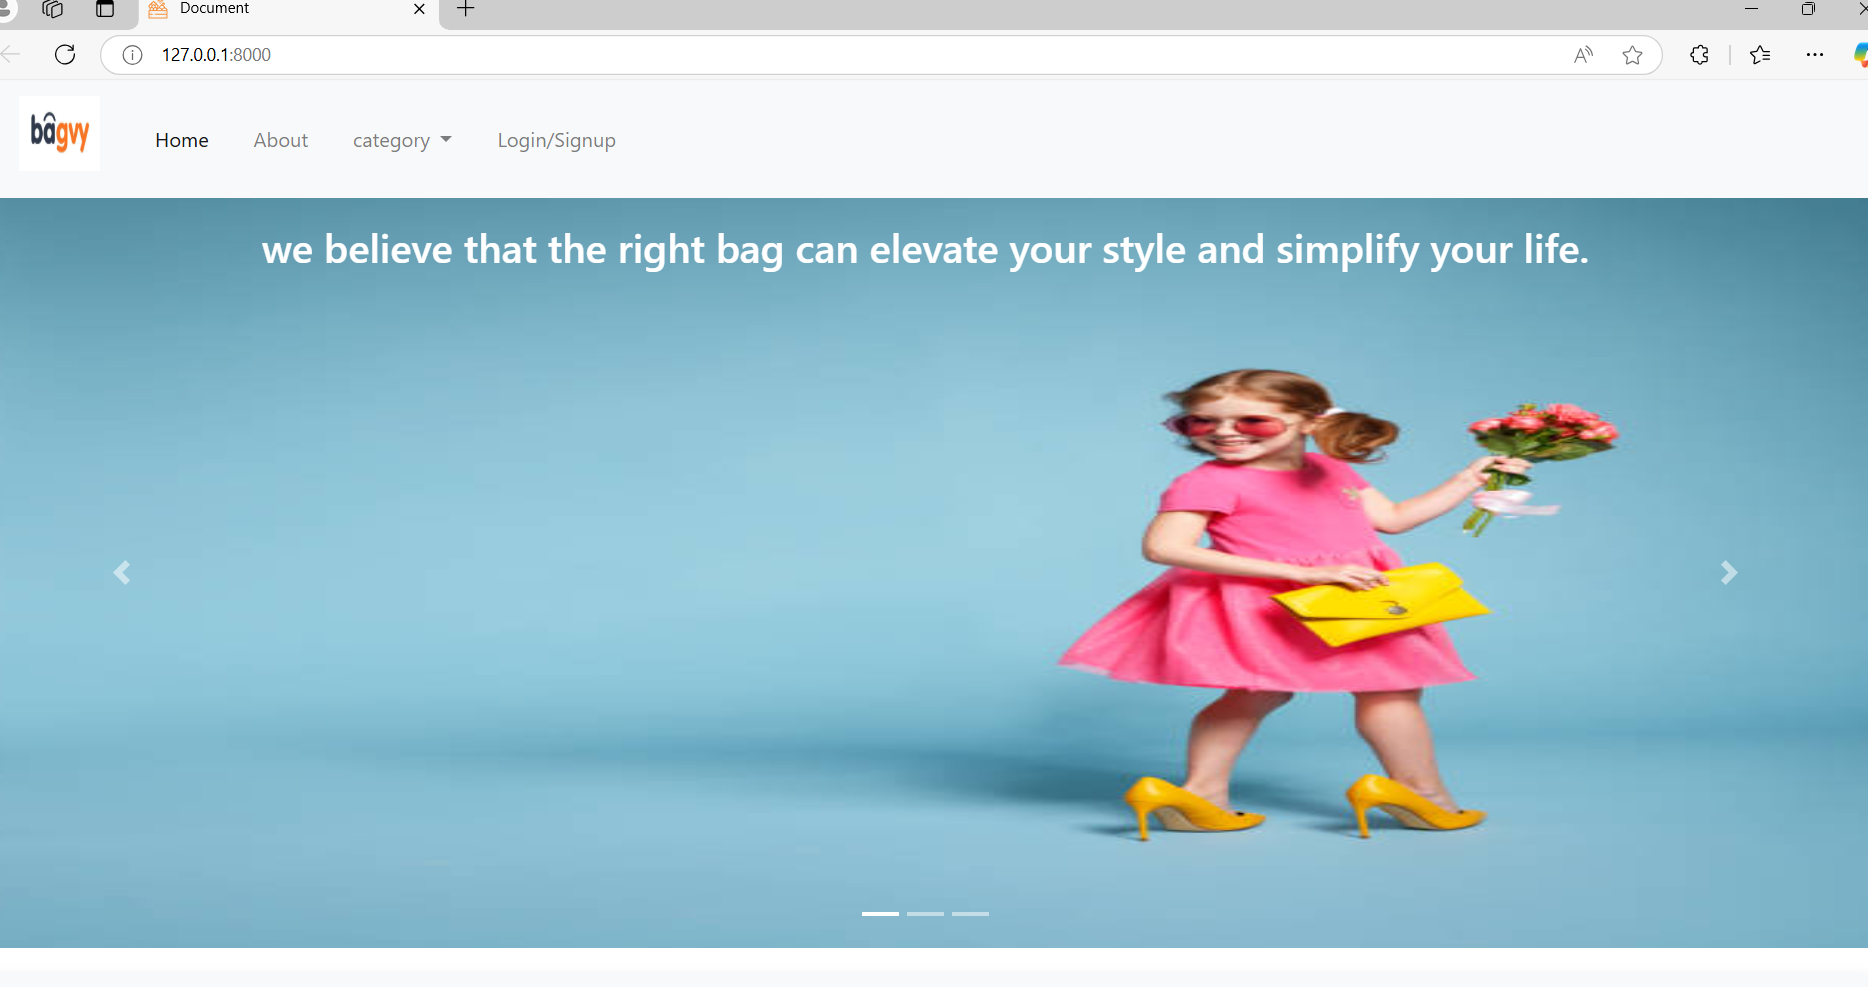 Document
127.0.0.1:8000
bagvy
Home About category Login/Signup
we believe that the right bag can elevate your style and simplify your life.